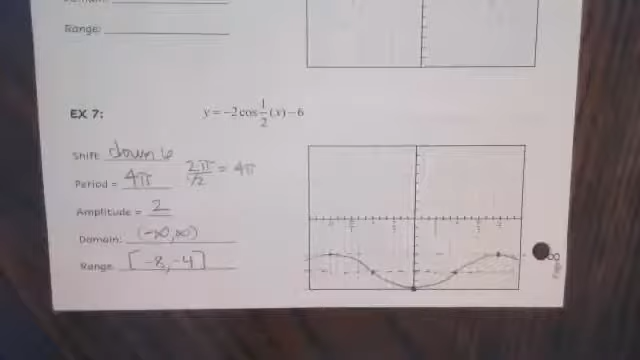 Range:
EX 7: y = -2 cos 1/2 (x) - 6
Shift: down 6
Period = 4π 2π / 1/2 = 4π
Amplitude = 2
Domain: (-∞, ∞)
Range: [-8, -4]